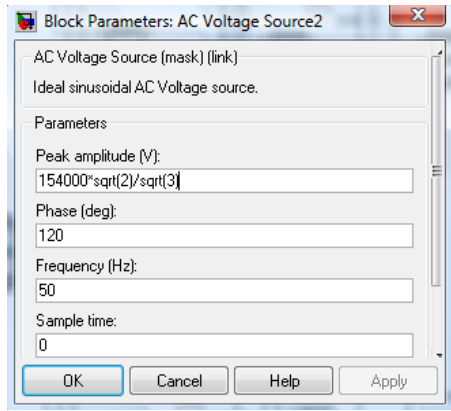 Block Parameters: AC Voltage Source2
AC Voltage Source (mask) (link)
Ideal sinusoidal AC Voltage source.
Parameters
Peak amplitude (V):
154000*sqrt(2)/sqrt(3)
Phase (deg):
120
Frequency (Hz):
50
Sample time:
0
OK Cancel Help Apply